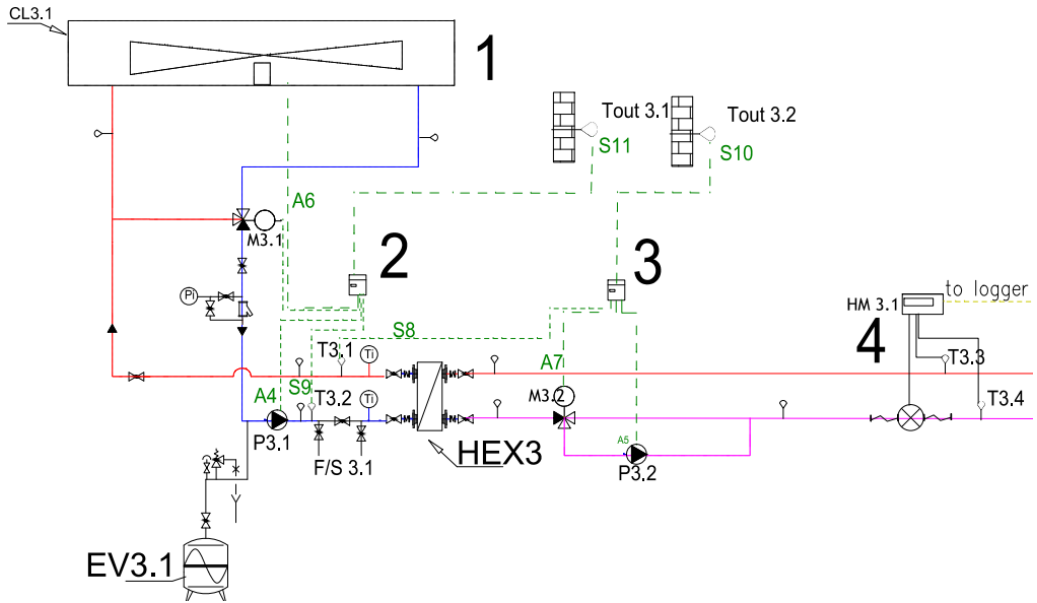 CL3.1
1
Tout 3.1
Tout 3.2
S11
S10
A6
M3.1
2
3
to logger
HM 3.1
Pi
4
S8
T3.1
Ti
A7
T3.3
A4
S9
T3.2
Ti
M3.2
T3.4
P3.1
F/S 3.1
HEX3
A5
P3.2
EV3.1